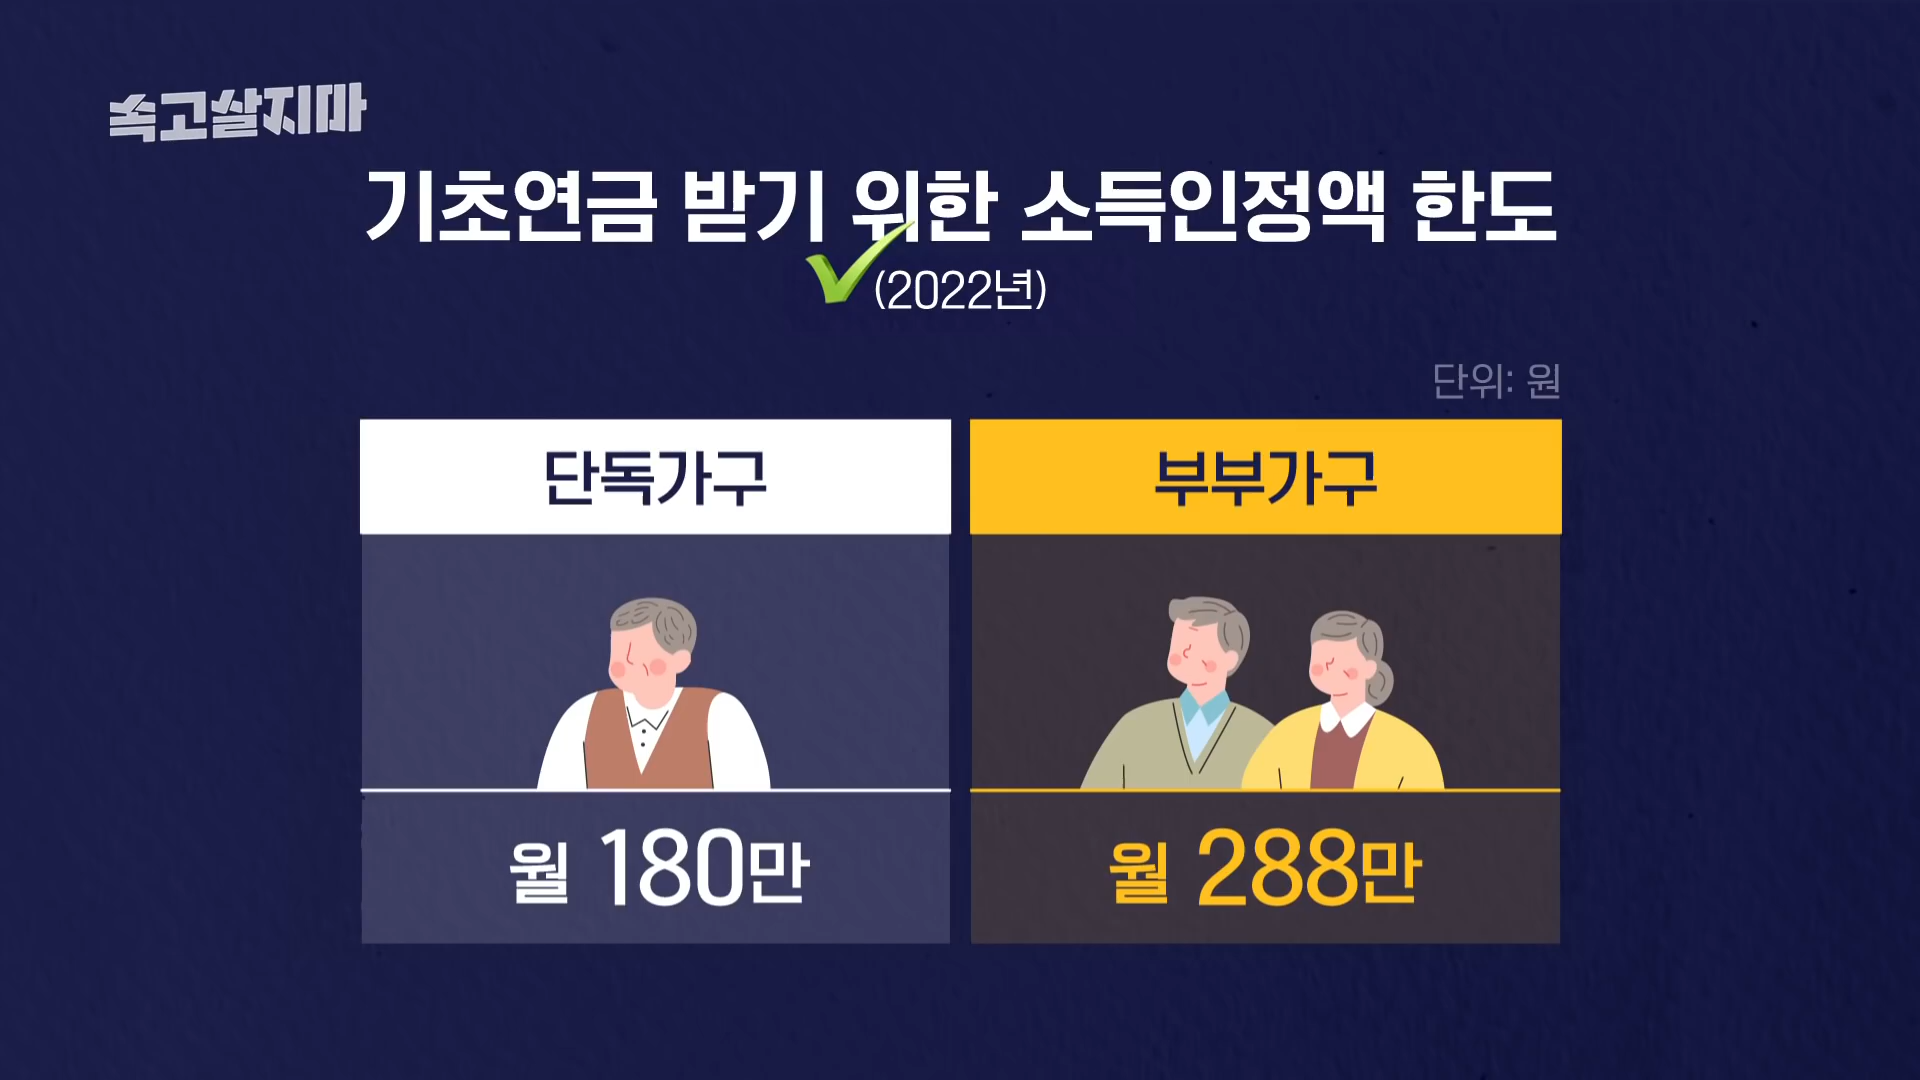 속고살지마
기초연금 받기 위한 소득인정액 한도
(2022년)
단위: 원
단독가구
부부가구
월 180만
월 288만